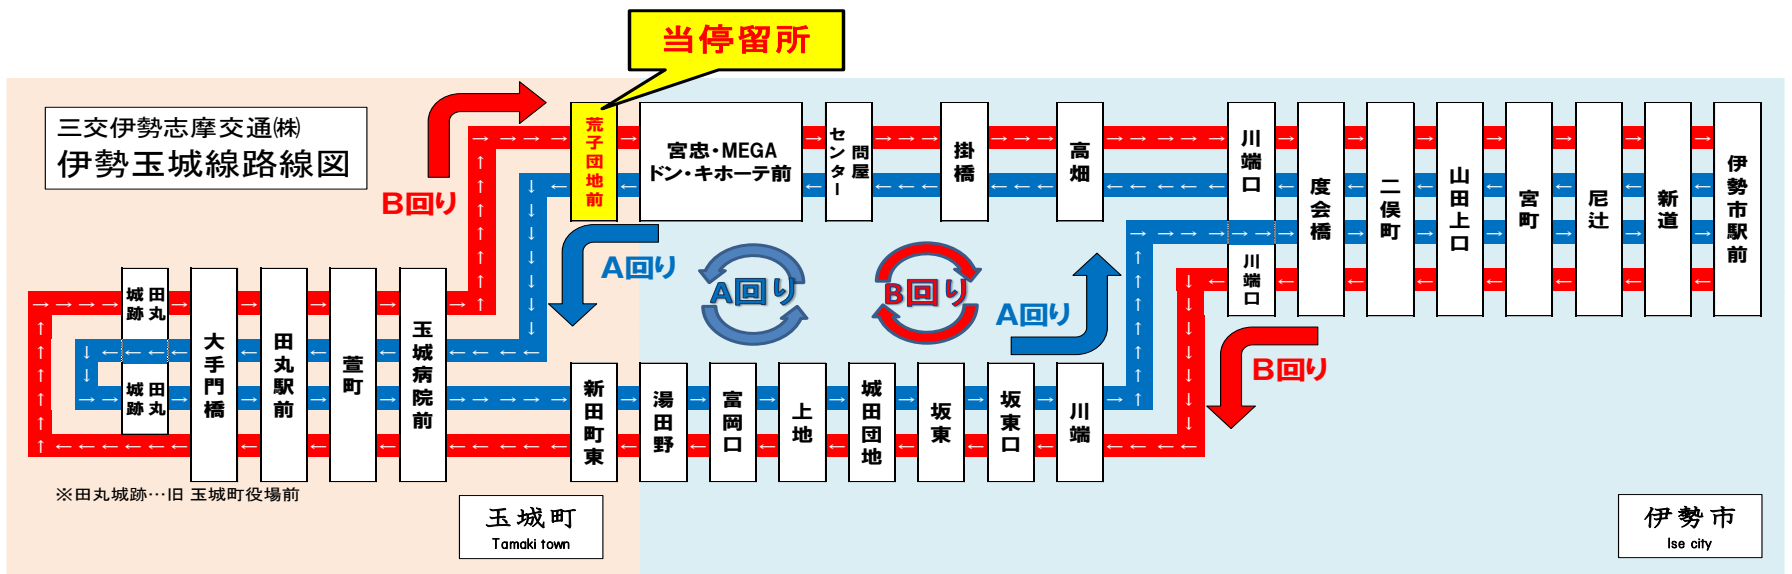 当停留所
三交伊勢志摩交通㈱
伊勢玉城線路線図
B回り
荒子団地前
宮忠・MEGA
ドン・キホーテ前
問屋
センター
掛橋
高畑
川端口
度会橋
二俣町
山田上口
宮町
尼辻
新道
伊勢市駅前
A回り
A回り
B回り
A回り
川端口
B回り
田丸
城跡
田丸
城跡
大手門橋
田丸駅前
萱町
玉城病院前
新田町東
湯田野
富岡口
上地
城田団地
坂東
坂東口
川端
※田丸城跡…旧 玉城町役場前
玉城町
Tamaki town
伊勢市
Ise city